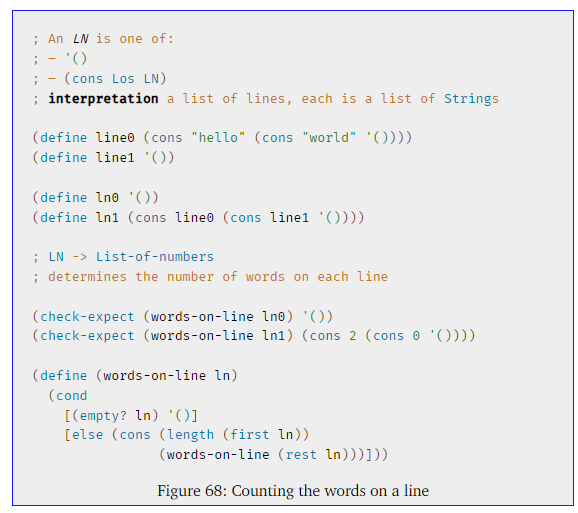 ; An LN is one of:
; – '()
; – (cons Los LN)
; interpretation a list of lines, each is a list of Strings
(define line0 (cons "hello" (cons "world" '())))
(define line1 '())
(define ln0 '())
(define ln1 (cons line0 (cons line1 '())))
; LN -> List-of-numbers
; determines the number of words on each line
(check-expect (words-on-line ln0) '())
(check-expect (words-on-line ln1) (cons 2 (cons 0 '())))
(define (words-on-line ln)
  (cond
    [(empty? ln) '()]
    [else (cons (length (first ln))
                (words-on-line (rest ln)))]))
Figure 68: Counting the words on a line